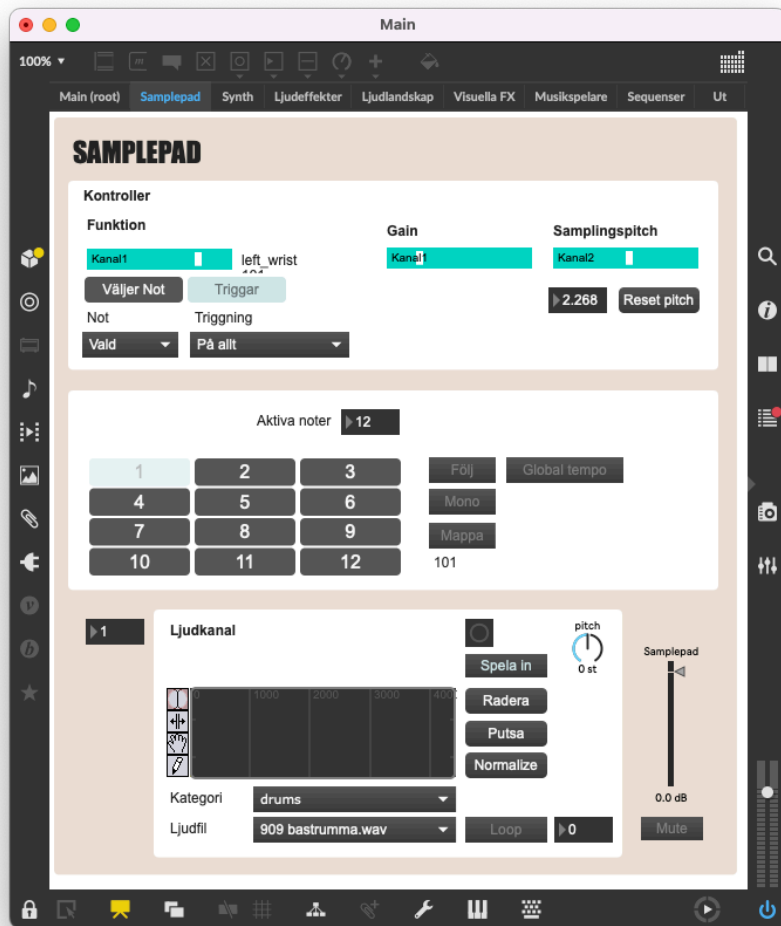 Main
100%
Main (root) Samplepad Synth Ljudeffekter Ljudlandskap Visuella FX Musikspelare Sequenser Ut
SAMPLEPAD
Kontroller
Funktion Gain Samplingspitch
Kanal1 left_wrist Kanal1 Kanal2
Väljer Not Triggar 2.268 Reset pitch
Not Triggning
Vald På allt
Aktiva noter 12
1 2 3 Följ Global tempo
4 5 6 Mono
7 8 9 Mappa
10 11 12 101
1 Ljudkanal pitch
Spela in 0 st Samplepad
0 1000 2000 3000 Radera
Putsa
Normalize
Kategori drums 0.0 dB
Ljudfil 909 bastrumma.wav Loop 0 Mute